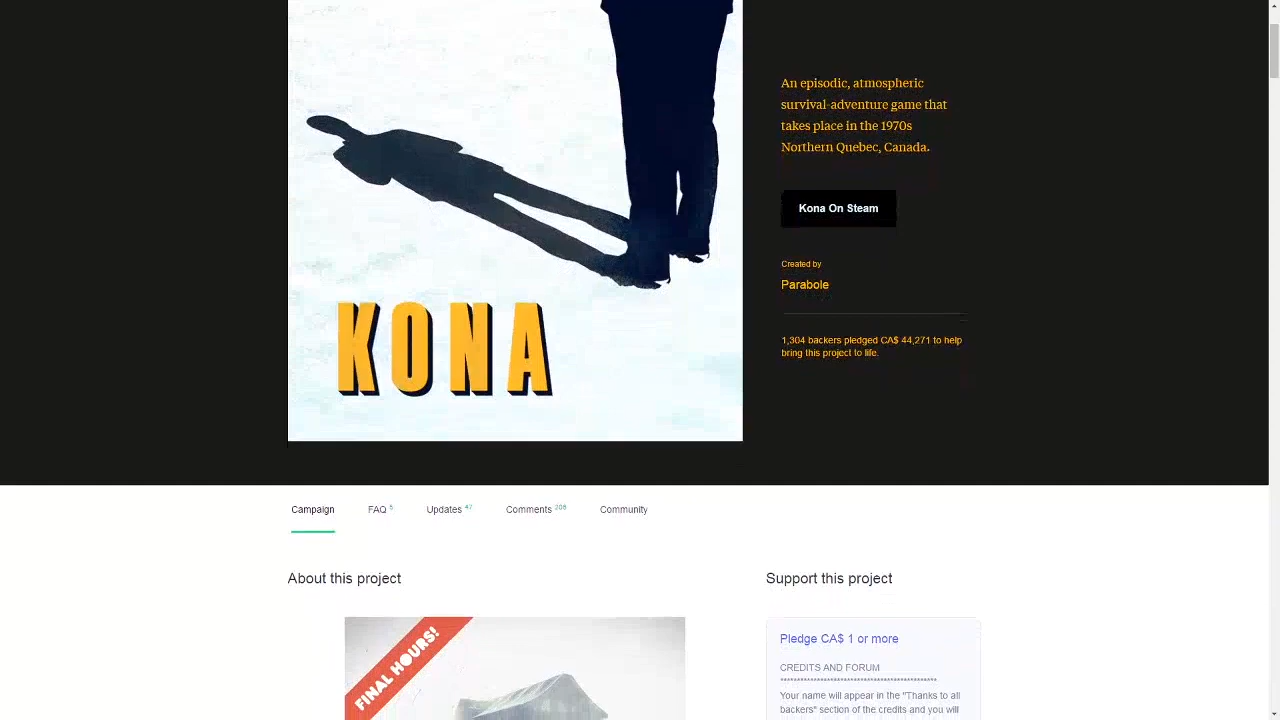 An episodic, atmospheric
survival-adventure game that
takes place in the 1970s
Northern Quebec, Canada.
Kona On Steam
Created by
Parabole
1,304 backers pledged CA$ 44,271 to help
bring this project to life.
KONA
Campaign
FAQ 5
Updates 47
Comments 208
Community
About this project
Support this project
FINAL HOURS!
Pledge CA$ 1 or more
CREDITS AND FORUM
Your name will appear in the "Thanks to all
backers" section of the credits and you will